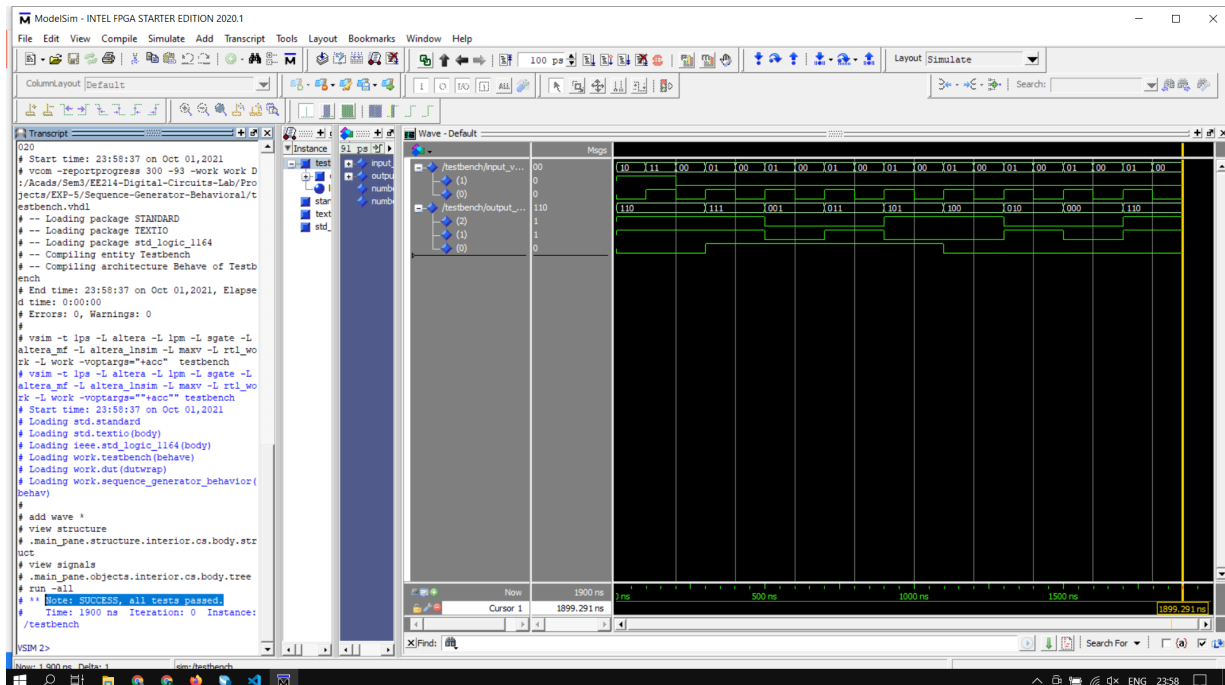 ModelSim - INTEL FPGA STARTER EDITION 2020.1
File Edit View Compile Simulate Add Transcript Tools Layout Bookmarks Window Help
100 ps
Layout Simulate
ColumnLayout Default
I/O ALL
Search:
Transcript
020
# Start time: 23:58:37 on Oct 01,2021
# vcom -reportprogress 300 -93 -work work D
:/Acads/Sem3/EE214-Digital-Circuits-Lab/Pro
jects/EXP-5/Sequence-Generator-Behavioral/t
estbench.vhdl
# -- Loading package STANDARD
# -- Loading package TEXTIO
# -- Loading package std_logic_1164
# -- Compiling entity Testbench
# -- Compiling architecture Behave of Testb
ench
# End time: 23:58:37 on Oct 01,2021, Elapse
d time: 0:00:00
# Errors: 0, Warnings: 0
#
# vsim -t 1ps -L altera -L lpm -L sgate -L
altera_mf -L altera_lnsim -L maxv -L rtl_wo
rk -L work -voptargs="+acc"  testbench
# vsim -t 1ps -L altera -L lpm -L sgate -L
altera_mf -L altera_lnsim -L maxv -L rtl_wo
rk -L work -voptargs=""+acc"" testbench
# Start time: 23:58:37 on Oct 01,2021
# Loading std.standard
# Loading std.textio(body)
# Loading ieee.std_logic_1164(body)
# Loading work.testbench(behave)
# Loading work.dut(dutwrap)
# Loading work.sequence_generator_behavior(
behav)
#
# add wave *
# view structure
# .main_pane.structure.interior.cs.body.str
uct
# view signals
# .main_pane.objects.interior.cs.body.tree
# run -all
# ** Note: SUCCESS, all tests passed.
#    Time: 1900 ns  Iteration: 0  Instance:
/testbench
VSIM 2>
Now: 1,900 ns Delta: 1 sim:/testbench
Instance
test
stan
text
std_
91 ps
input_
outpu
numb
numb
Wave - Default
Msgs
/testbench/input_v... 00 10 11 00 01 00 01 00 01 00 01 00 01 00 01 00 01 00 01 00
(1) 0
(0) 0
/testbench/output_... 110 110 111 001 011 101 100 010 000 110
(2) 1
(1) 1
(0) 0
Now 1900 ns
500 ns 1000 ns 1500 ns
Cursor 1 1899.291 ns 1899.291 ns
Find: Search For (a)
ENG 23:58